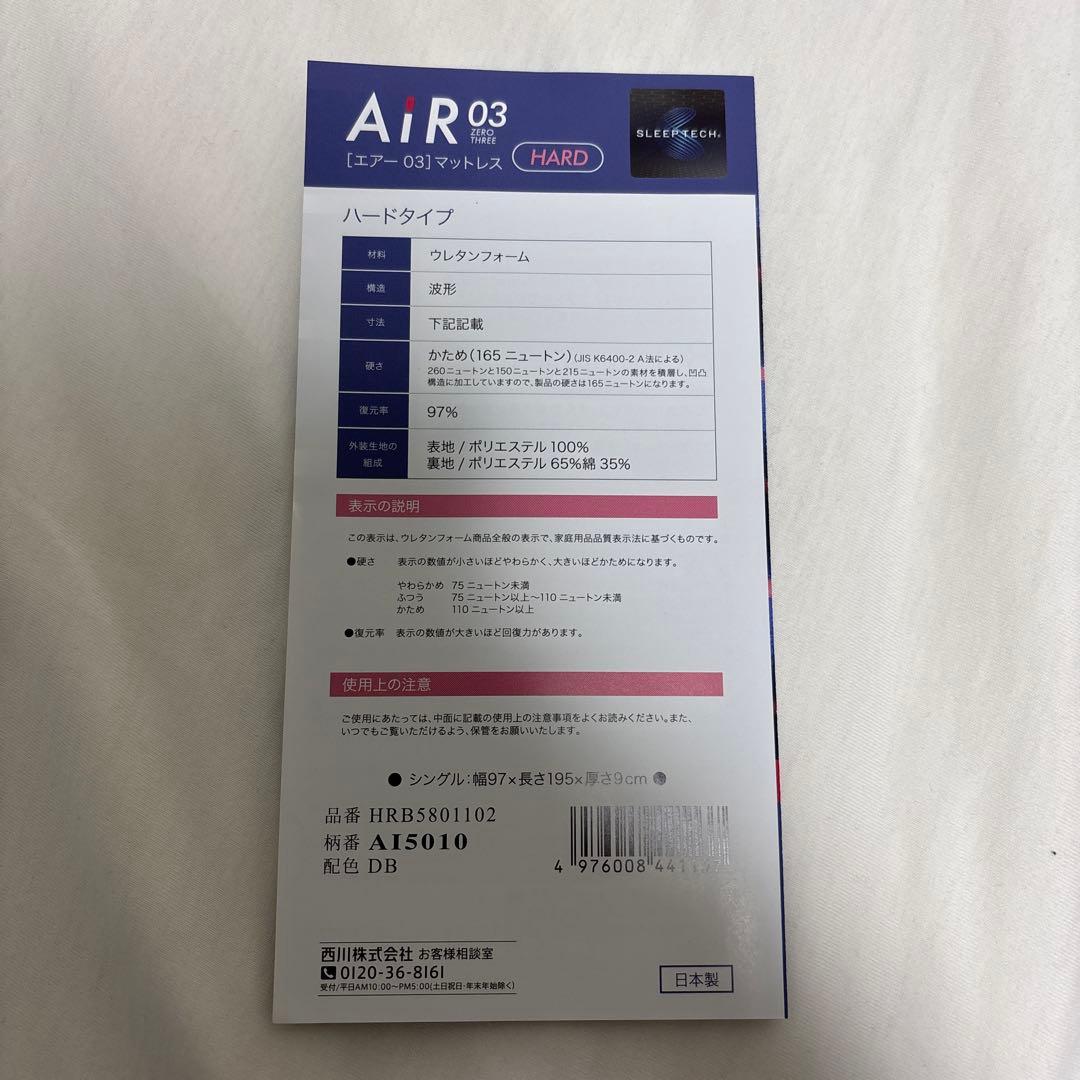 AiR 03
ZERO
THREE
[エアー 03]マットレス HARD
SLEEPTECH®
ハードタイプ
材料 ウレタンフォーム
構造 波形
寸法 下記記載
硬さ かため(165 ニュートン)(JIS K6400-2 A法による)
260ニュートンと150ニュートンと215ニュートンの素材を積層し、凹凸
構造に加工していますので、製品の硬さは165ニュートンになります。
復元率 97%
外装生地の
組成
表地 / ポリエステル 100%
裏地 / ポリエステル 65%綿 35%
表示の説明
この表示は、ウレタンフォーム商品全般の表示で、家庭用品品質表示法に基づくものです。
●硬さ 表示の数値が小さいほどやわらかく、大きいほどかためになります。
やわらかめ 75 ニュートン未満
ふつう 75 ニュートン以上〜110 ニュートン未満
かため 110 ニュートン以上
●復元率 表示の数値が大きいほど回復力があります。
使用上の注意
ご使用にあたっては、中面に記載の使用上の注意事項をよくお読みください。また、
いつでもご覧いただけるよう、保管をお願いいたします。
● シングル:幅97×長さ195×厚さ9cm ●
品番 HRB5801102
柄番 AI5010
配色 DB
4 976008
西川株式会社 お客様相談室
0120-36-8161
受付/平日AM10:00〜PM5:00(土日祝日・年末年始除く)
日本製